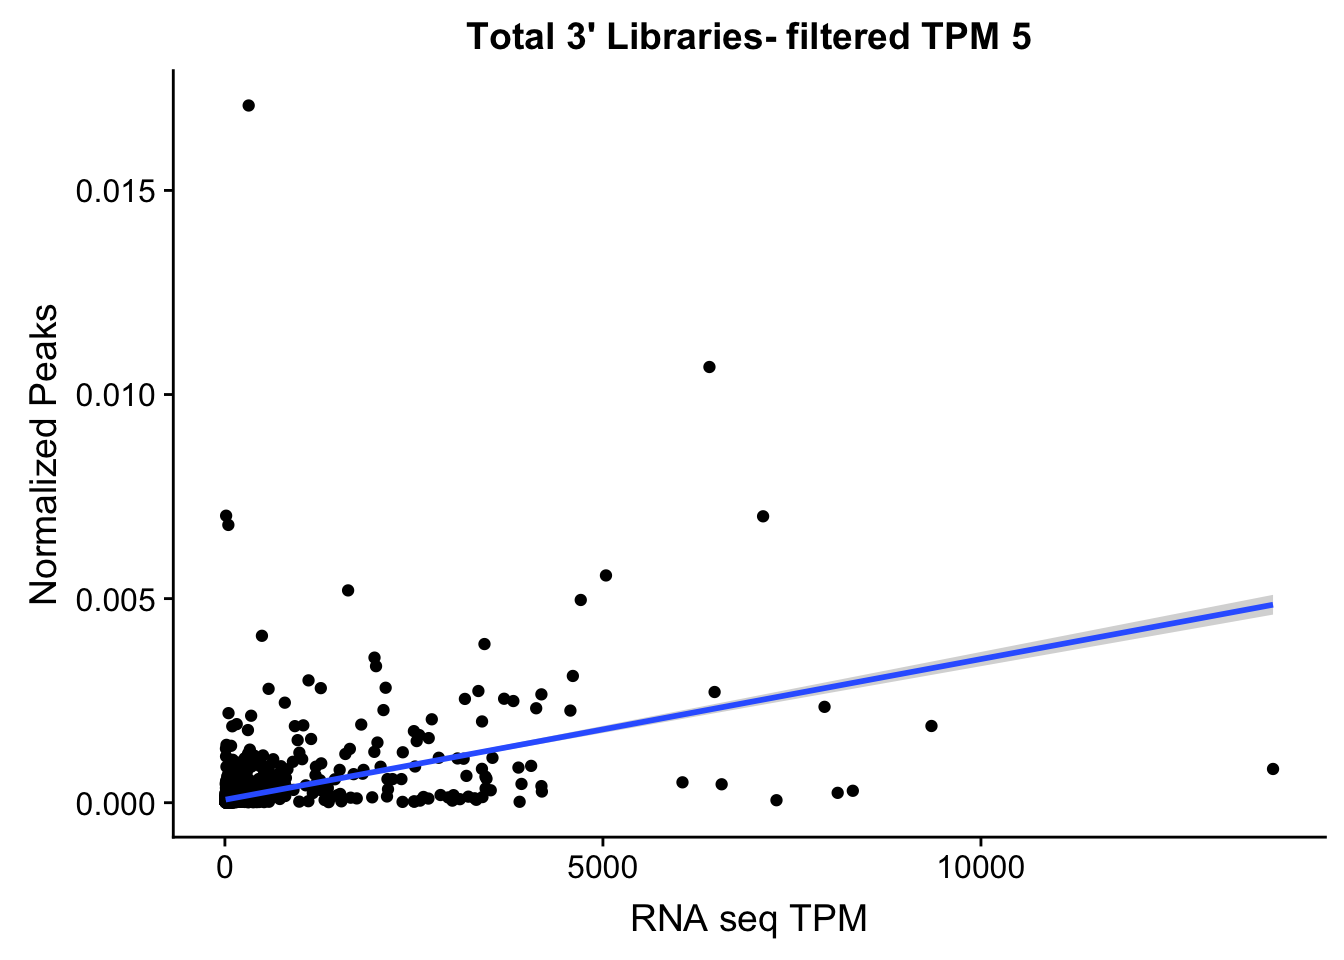 Total 3' Libraries- filtered TPM 5
0.015
0.010
0.005
0.000
Normalized Peaks
0
5000
10000
RNA seq TPM